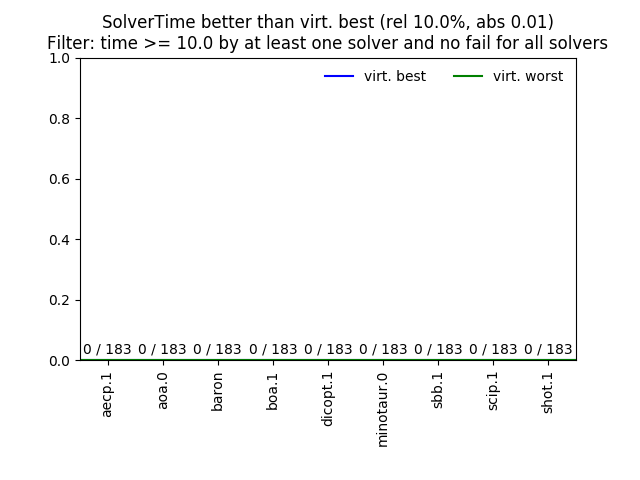 SolverTime better than virt. best (rel 10.0%, abs 0.01)
Filter: time >= 10.0 by at least one solver and no fail for all solvers
virt. best
virt. worst
1.0
0.8
0.6
0.4
0.2
0.0
0 / 183
0 / 183
0 / 183
0 / 183
0 / 183
0 / 183
0 / 183
0 / 183
0 / 183
aecp.1
aoa.0
baron
boa.1
dicopt.1
minotaur.0
sbb.1
scip.1
shot.1